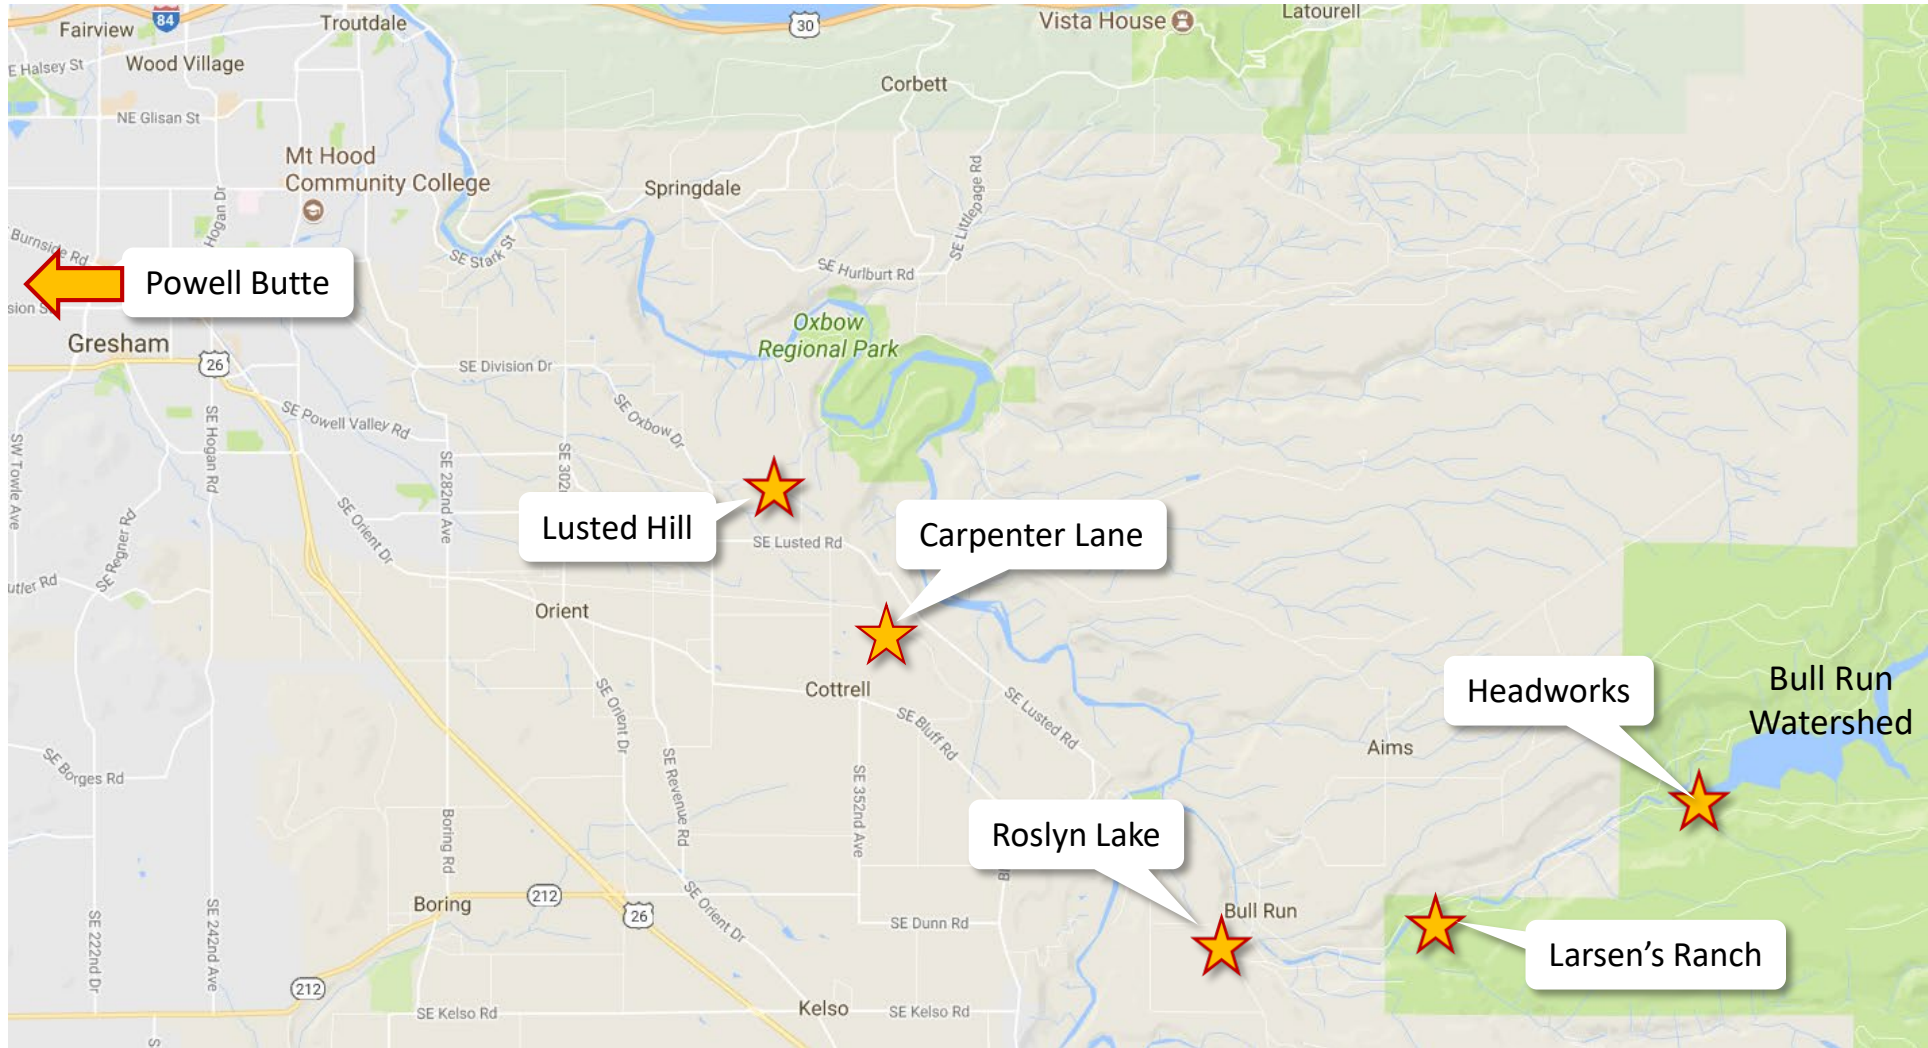 Fairview
84
Troutdale
30
Vista House
Latourell
E Halsey St
Wood Village
Corbett
NE Glisan St
Mt Hood
Community College
Springdale
Hogan Dr
SE Littlepage Rd
Burnside Rd
SE Stark St
SE Hurlburt Rd
Powell Butte
sion S
Oxbow
Regional Park
Gresham
26
SE Division Dr
SE Powell Valley Rd
SE Oxbow Dr
SW Towle Ave
SE Hogan Rd
SE 282nd Ave
SE 302
Lusted Hill
SE Lusted Rd
Carpenter Lane
SE Orient Dr
SE Regner Rd
utler Rd
Orient
Cottrell
SE Orient Dr
SE Bluff Rd
SE Lusted Rd
Headworks
Bull Run
Watershed
Aims
SE Borges Rd
SE Revenue Rd
SE 352nd Ave
Boring Rd
Roslyn Lake
Boring
212
26
SE Orient Dr
SE Dunn Rd
Bull Run
Larsen's Ranch
SE 222nd Dr
SE 242nd Ave
212
SE Kelso Rd
Kelso
SE Kelso Rd